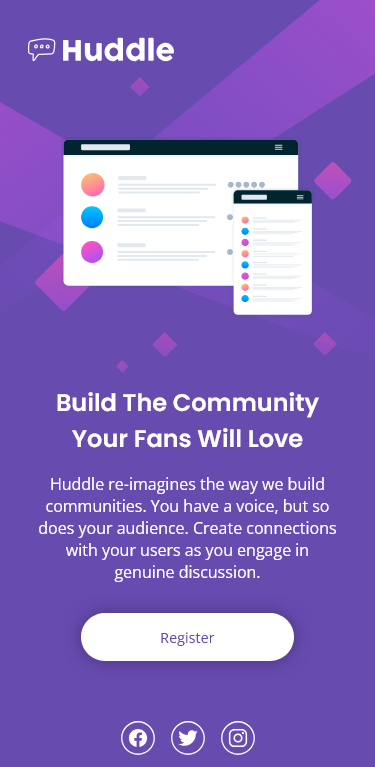 Huddle
Build The Community
Your Fans Will Love
Huddle re-imagines the way we build
communities. You have a voice, but so
does your audience. Create connections
with your users as you engage in
genuine discussion.
Register